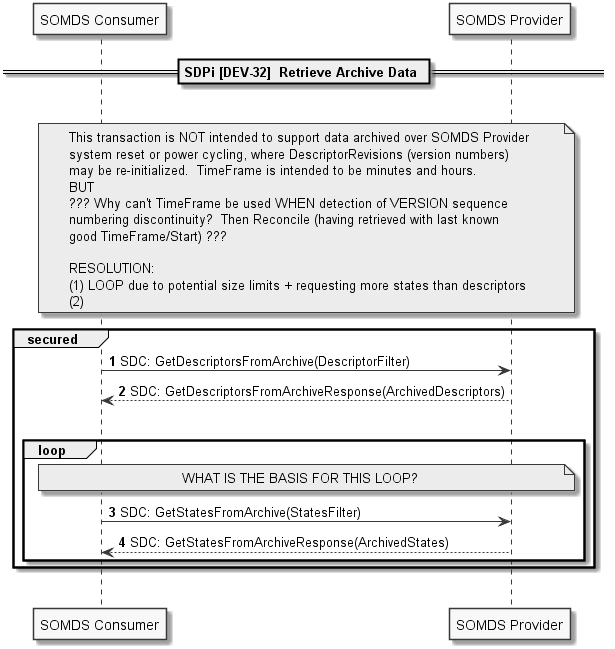 SOMDS Consumer
SOMDS Provider
SDPi [DEV-32]  Retrieve Archive Data
This transaction is NOT intended to support data archived over SOMDS Provider
system reset or power cycling, where DescriptorRevisions (version numbers)
may be re-initialized.  TimeFrame is intended to be minutes and hours.
BUT
??? Why can't TimeFrame be used WHEN detection of VERSION sequence
numbering discontinuity?  Then Reconcile (having retrieved with last known
good TimeFrame/Start) ???
RESOLUTION:
(1) LOOP due to potential size limits + requesting more states than descriptors
(2)
secured
1 SDC: GetDescriptorsFromArchive(DescriptorFilter)
2 SDC: GetDescriptorsFromArchiveResponse(ArchivedDescriptors)
loop
WHAT IS THE BASIS FOR THIS LOOP?
3 SDC: GetStatesFromArchive(StatesFilter)
4 SDC: GetStatesFromArchiveResponse(ArchivedStates)
SOMDS Consumer
SOMDS Provider